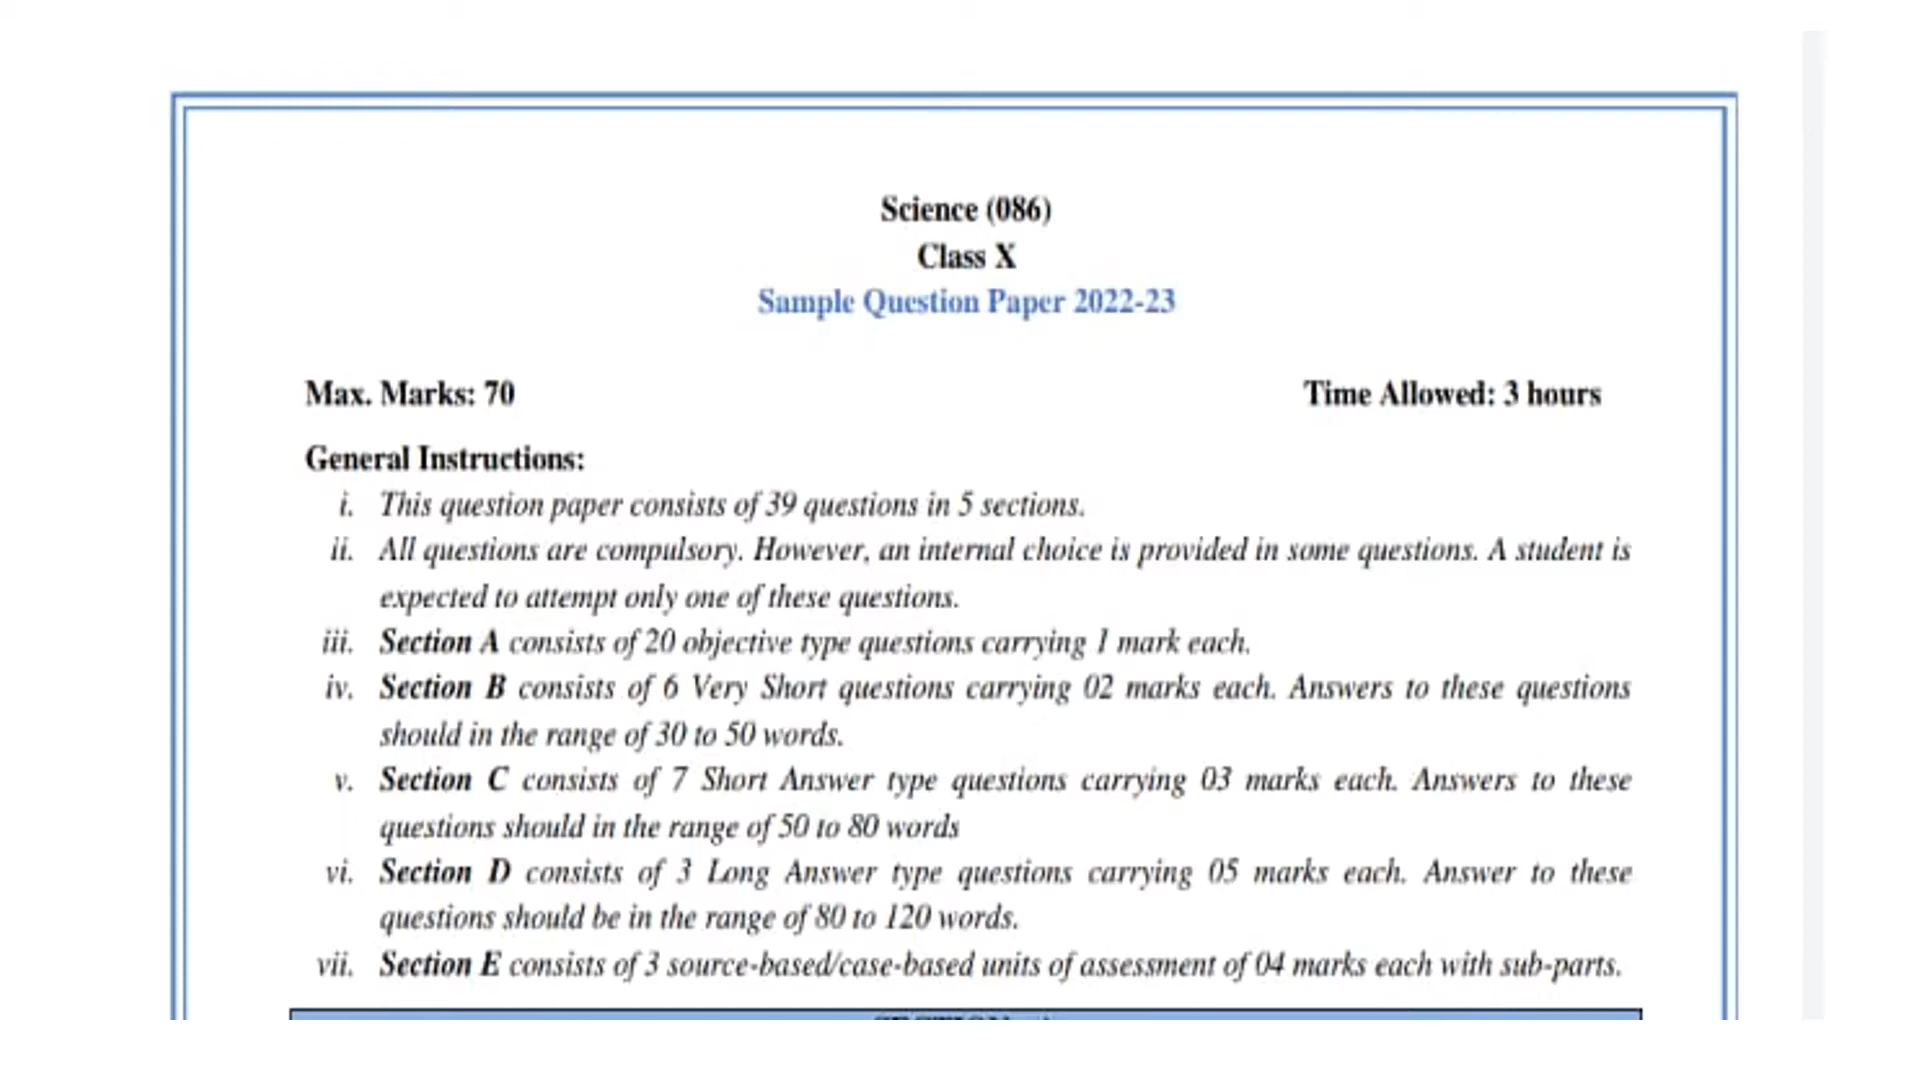 Science (086)
Class X
Sample Question Paper 2022-23
Max. Marks: 70 Time Allowed: 3 hours
General Instructions:
i. This question paper consists of 39 questions in 5 sections.
ii. All questions are compulsory. However, an internal choice is provided in some questions. A student is
expected to attempt only one of these questions.
iii. Section A consists of 20 objective type questions carrying 1 mark each.
iv. Section B consists of 6 Very Short questions carrying 02 marks each. Answers to these questions
should in the range of 30 to 50 words.
v. Section C consists of 7 Short Answer type questions carrying 03 marks each. Answers to these
questions should in the range of 50 to 80 words
vi. Section D consists of 3 Long Answer type questions carrying 05 marks each. Answer to these
questions should be in the range of 80 to 120 words.
vii. Section E consists of 3 source-based/case-based units of assessment of 04 marks each with sub-parts.